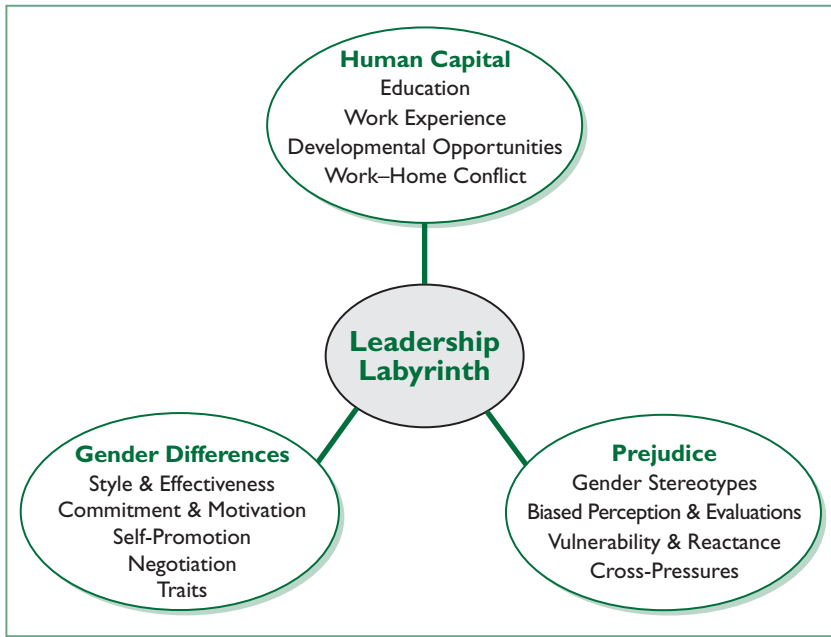 Human Capital
Education
Work Experience
Developmental Opportunities
Work–Home Conflict
Leadership
Labyrinth
Gender Differences
Style & Effectiveness
Commitment & Motivation
Self-Promotion
Negotiation
Traits
Prejudice
Gender Stereotypes
Biased Perception & Evaluations
Vulnerability & Reactance
Cross-Pressures